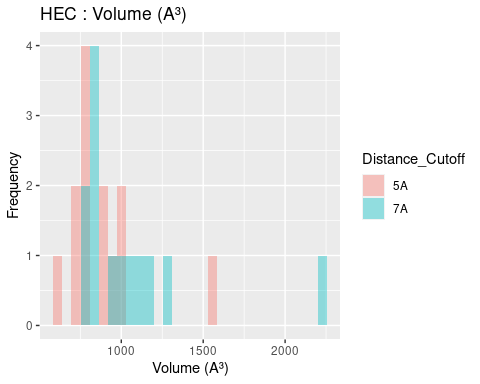 HEC : Volume (A³)
4
3
2
1
0
Frequency
1000
1500
2000
Volume (A³)
Distance_Cutoff
5A
7A